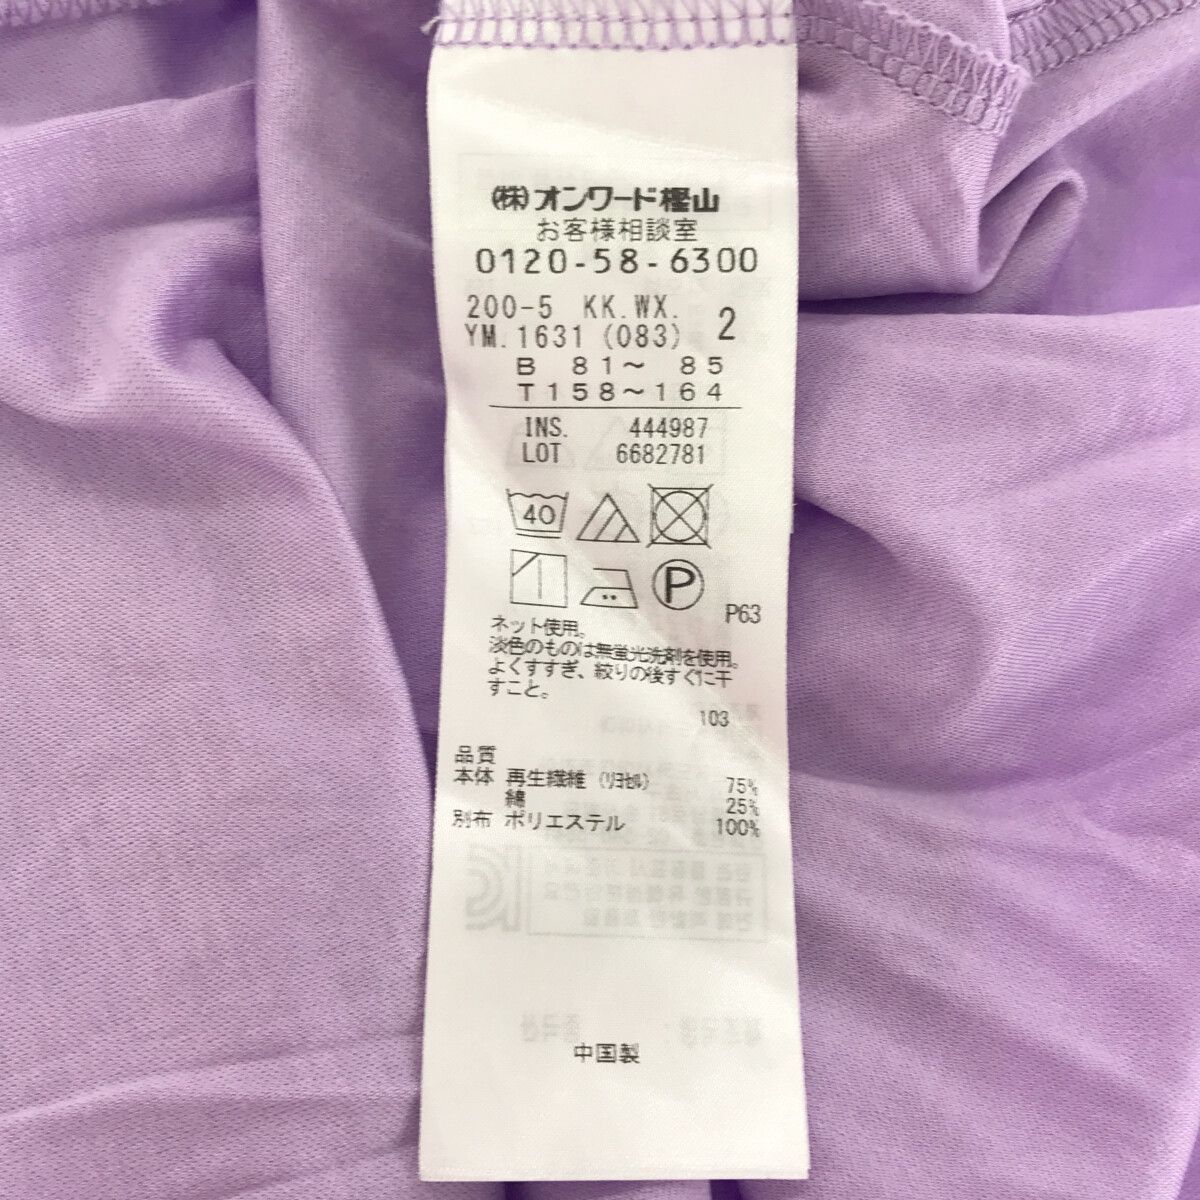 (株)オンワード樫山
お客様相談室
0120-58-6300
200-5 KK.WX.
YM.1631 (083) 2
B 81〜 85
T158〜164
INS. 444987
LOT 6682781
40
P
P63
ネット使用。
淡色のものは無蛍光洗剤を使用。
よくすすぎ、絞りの後すぐに干
すこと。
103
品質
本体 再生繊維 (リヨセル) 75%
綿 25%
別布 ポリエステル 100%
中国製